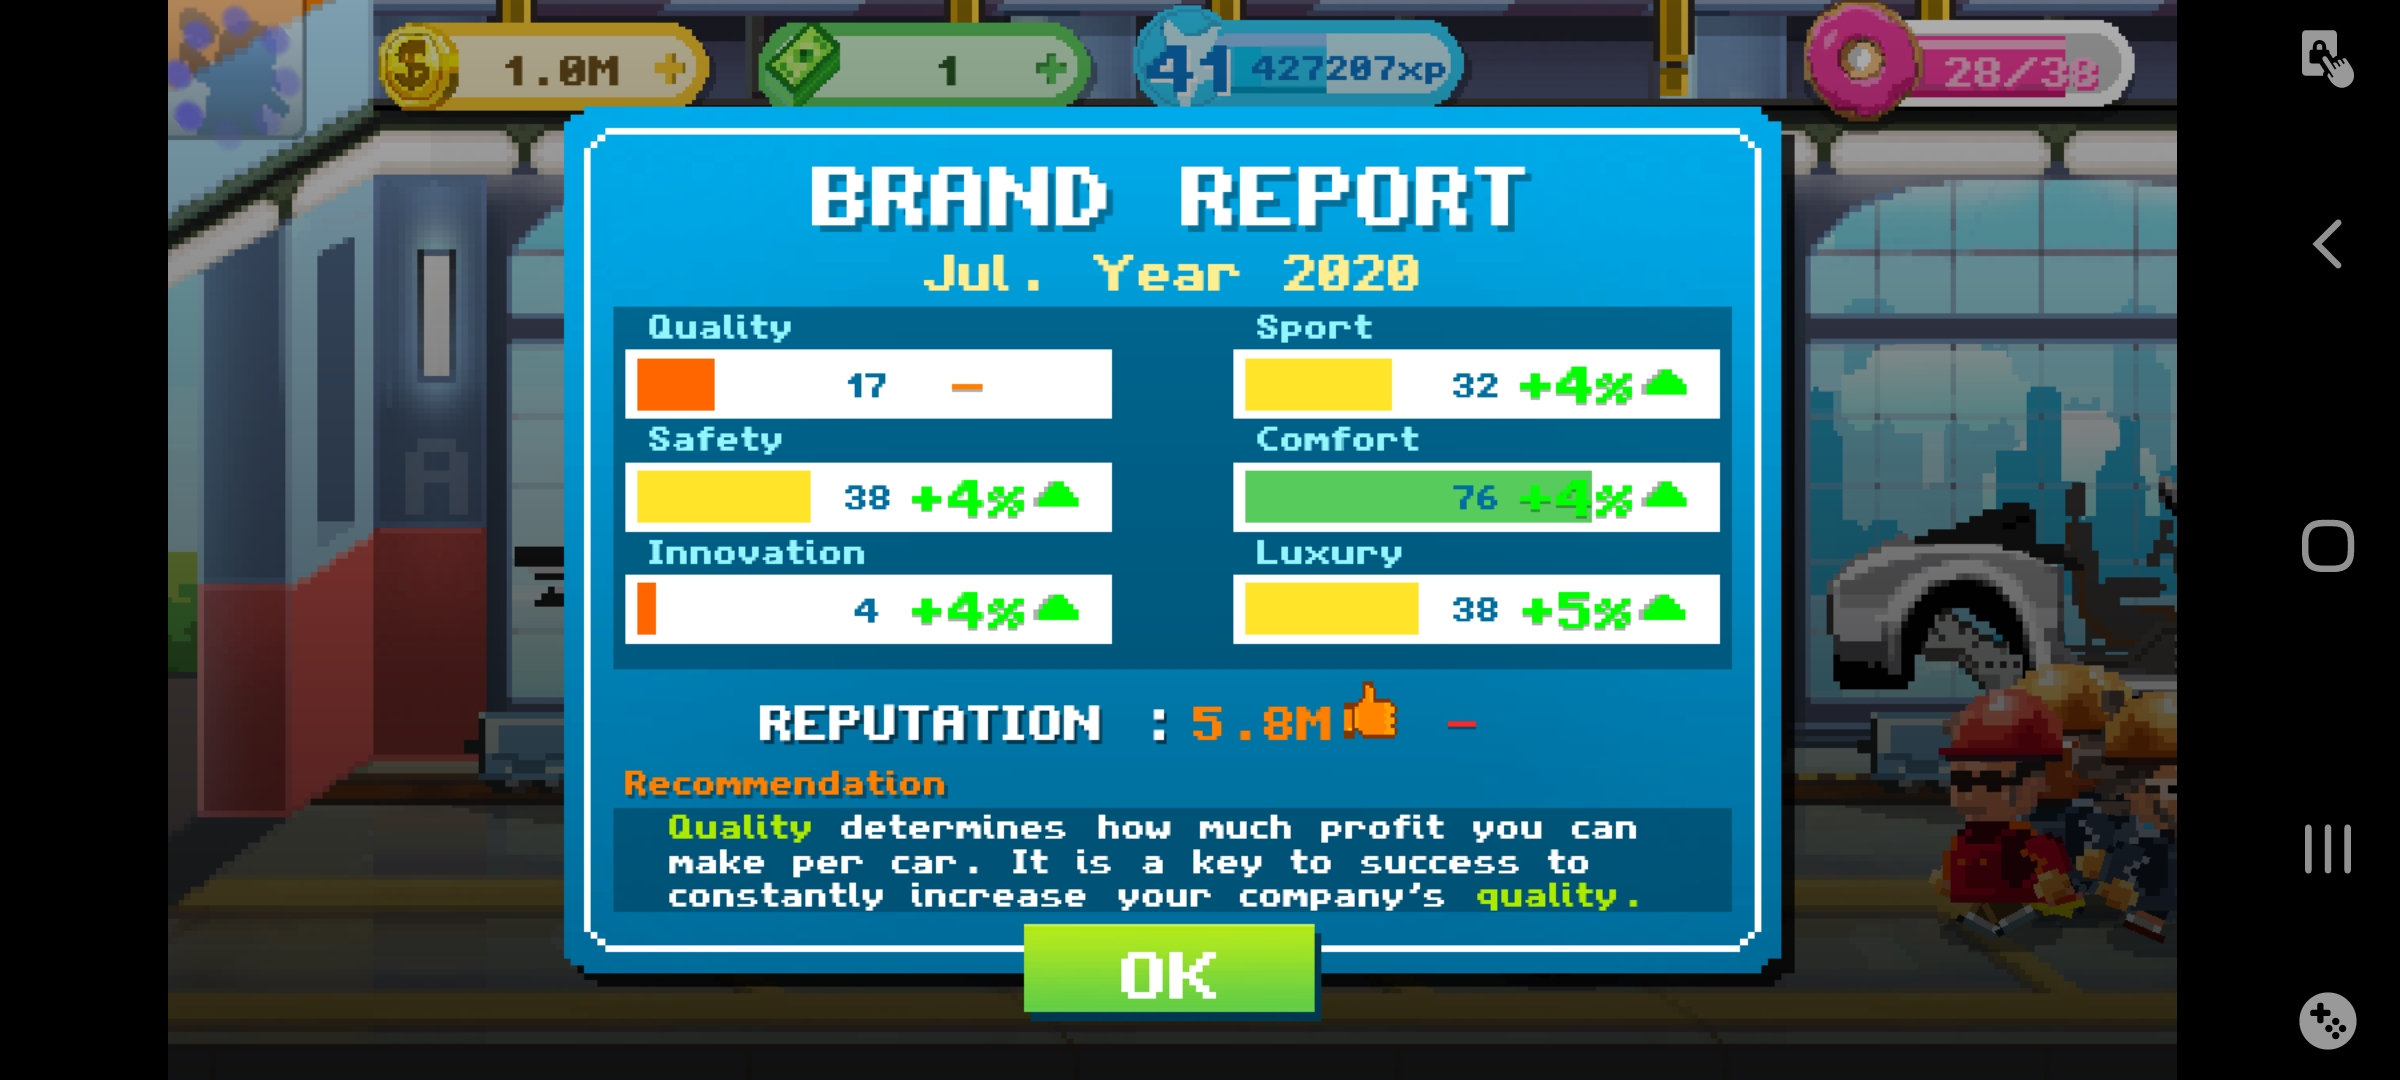 1.0M +
1 +
41 427207xp
28/38
BRAND REPORT
Jul. Year 2020
Quality
17 –
Sport
32 +4%
Safety
38 +4%
Comfort
76 +4%
Innovation
4 +4%
Luxury
38 +5%
REPUTATION : 5.8M –
Recommendation
Quality determines how much profit you can
make per car. It is a key to success to
constantly increase your company's quality.
OK
A